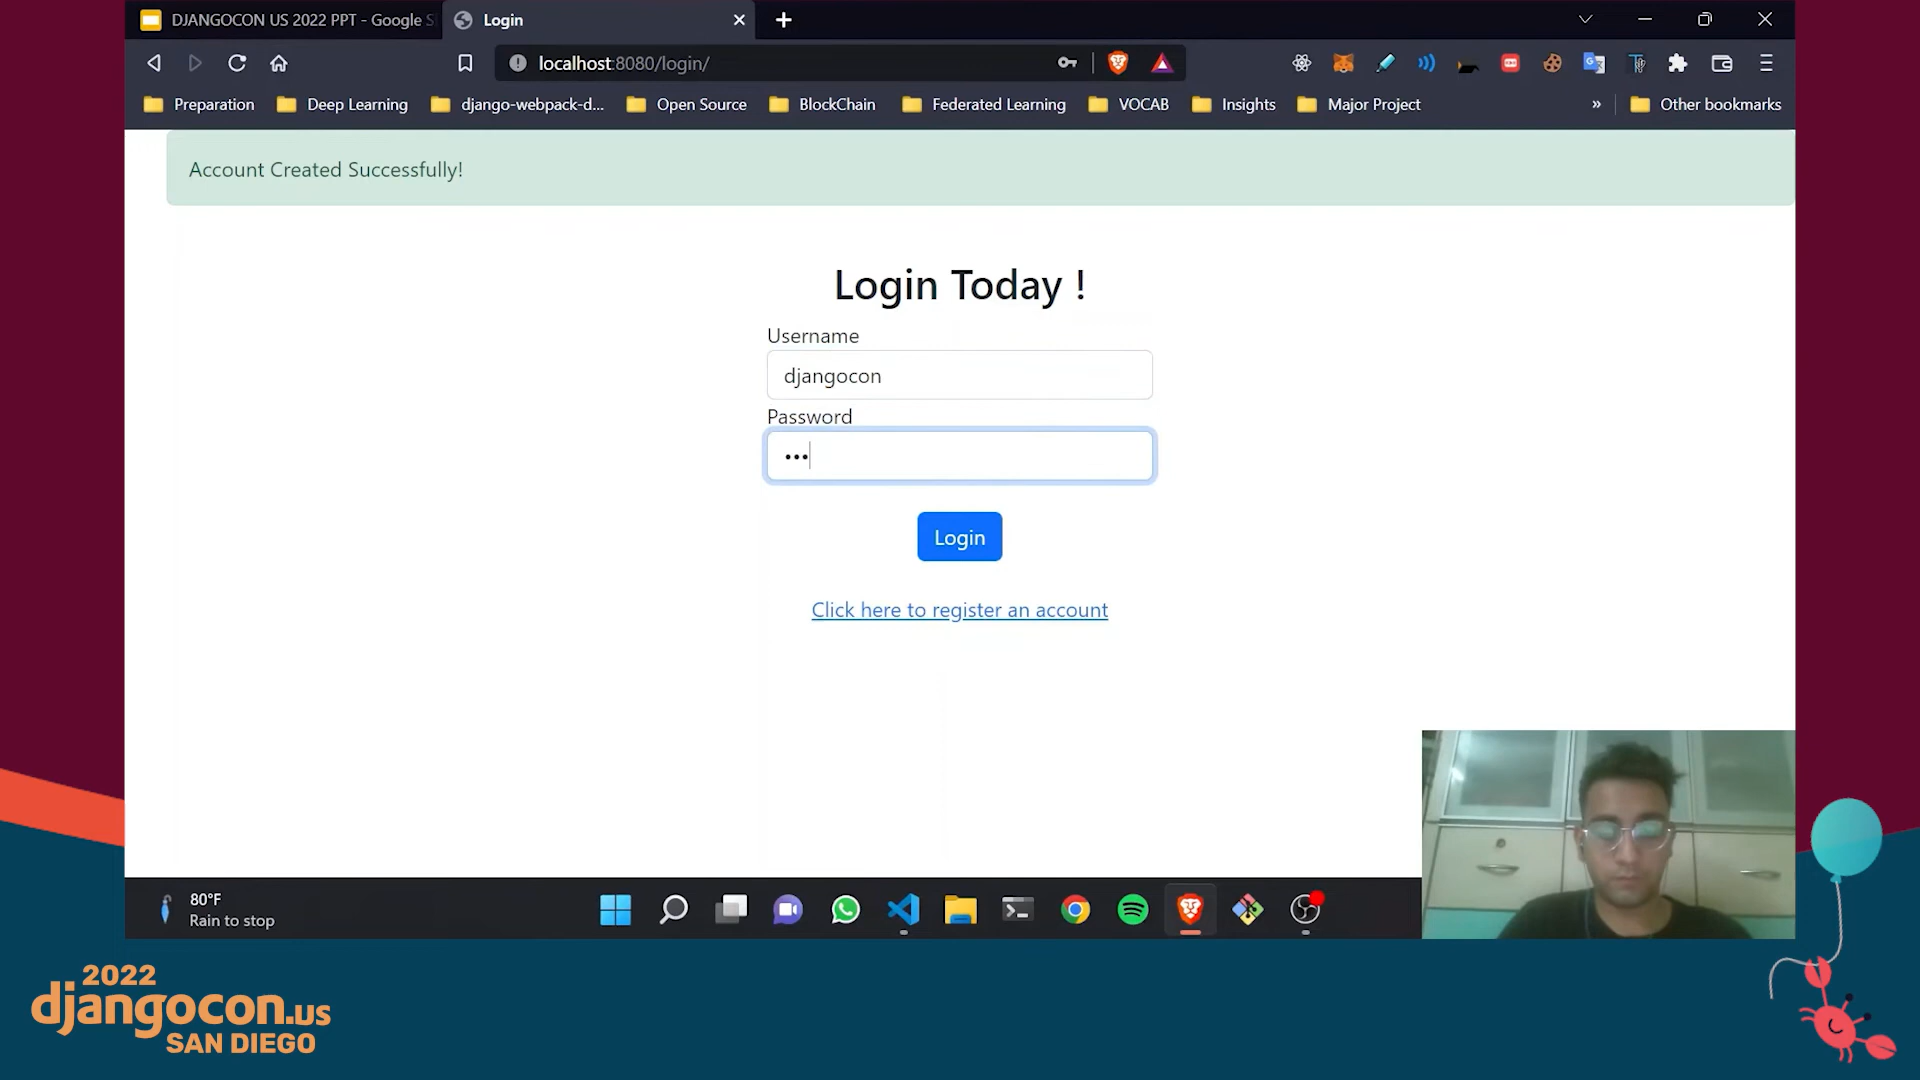 DJANGOCON US 2022 PPT - Google S
Login
localhost:8080/login/
Preparation
Deep Learning
django-webpack-d...
Open Source
BlockChain
Federated Learning
VOCAB
Insights
Major Project
»
Other bookmarks
Account Created Successfully!
Login Today !
Username
djangocon
Password
•••
Login
Click here to register an account
80°F
Rain to stop
2022
djangocon.us
SAN DIEGO